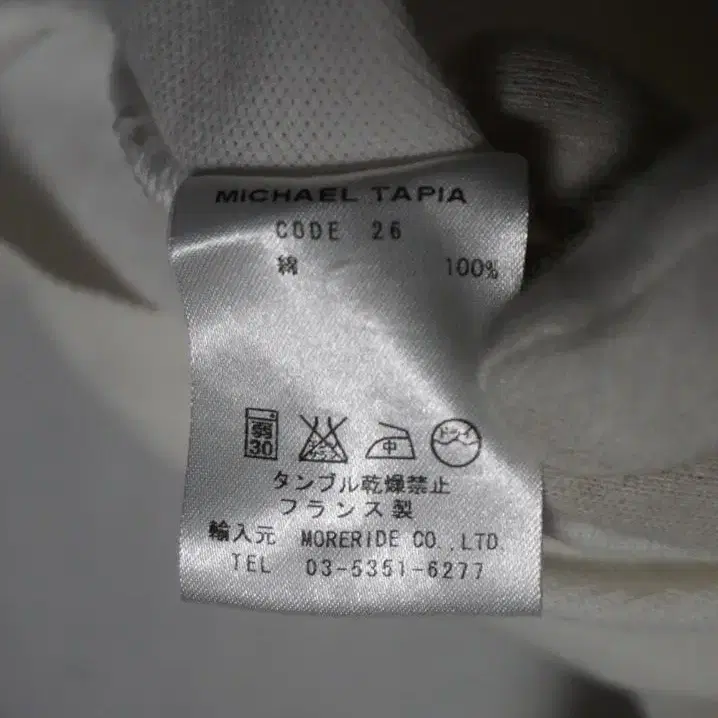 MICHAEL TAPIA
CODE 26
綿 100%
弱 30 中 ドライ
タンブル乾燥禁止
フランス製
輸入元 MORERIDE CO.,LTD.
TEL 03-5351-6277